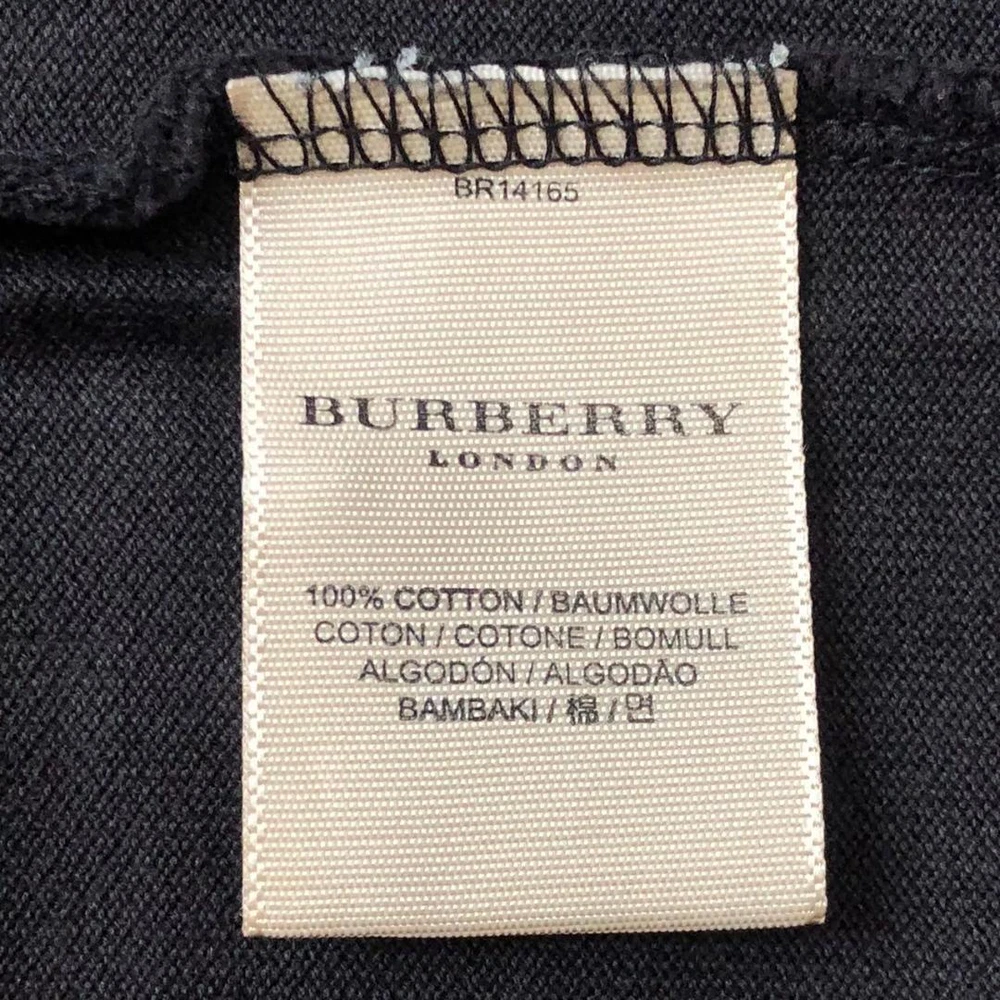 BR14165
BURBERRY
LONDON
100% COTTON / BAUMWOLLE
COTON / COTONE / BOMULL
ALGODÓN / ALGODÃO
BAMBAKI / 棉 / 면